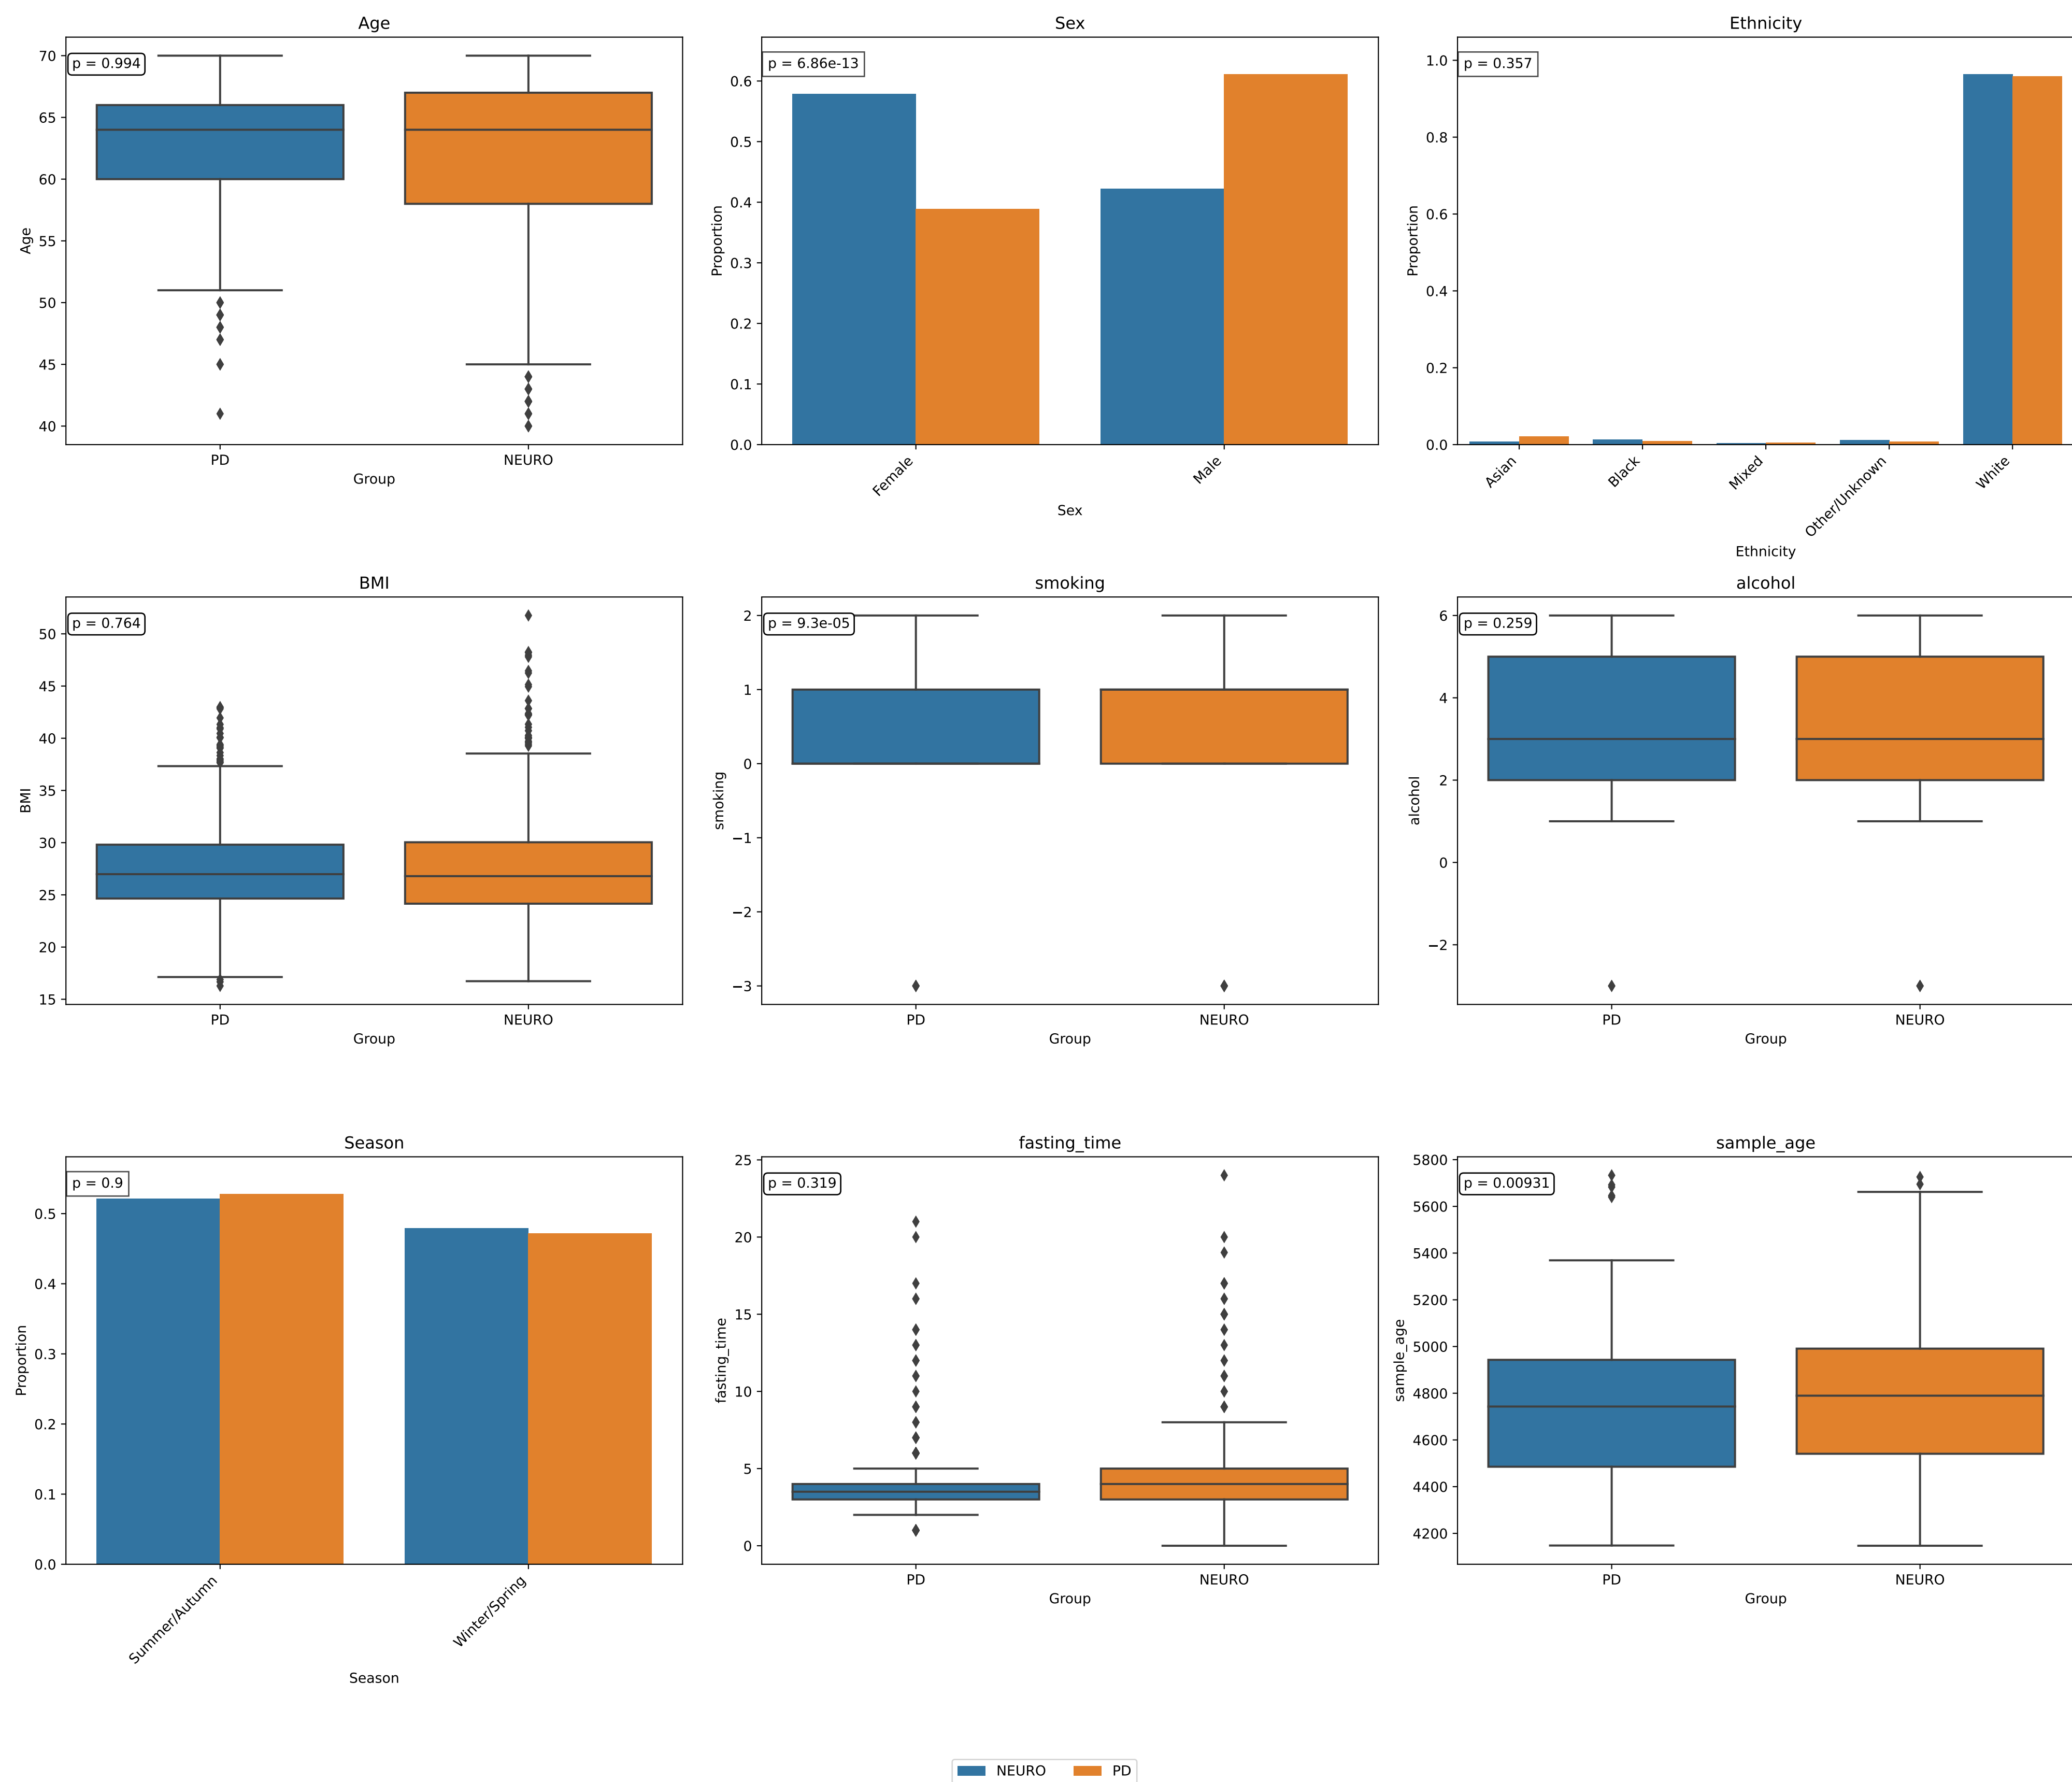 Age
p = 0.994
70
65
60
55
50
45
40
Age
PD
NEURO
Group
Sex
p = 6.86e-13
0.6
0.5
0.4
0.3
0.2
0.1
0.0
Proportion
Female
Male
Sex
Ethnicity
p = 0.357
1.0
0.8
0.6
0.4
0.2
0.0
Proportion
Asian
Black
Mixed
Other/Unknown
White
Ethnicity
BMI
p = 0.764
50
45
40
35
30
25
20
15
BMI
PD
NEURO
Group
smoking
p = 9.3e-05
2
1
0
−1
−2
−3
smoking
PD
NEURO
Group
alcohol
p = 0.259
6
4
2
0
−2
alcohol
PD
NEURO
Group
Season
p = 0.9
0.5
0.4
0.3
0.2
0.1
0.0
Proportion
Summer/Autumn
Winter/Spring
Season
fasting_time
p = 0.319
25
20
15
10
5
0
fasting_time
PD
NEURO
Group
sample_age
p = 0.00931
5800
5600
5400
5200
5000
4800
4600
4400
4200
sample_age
PD
NEURO
Group
NEURO
PD